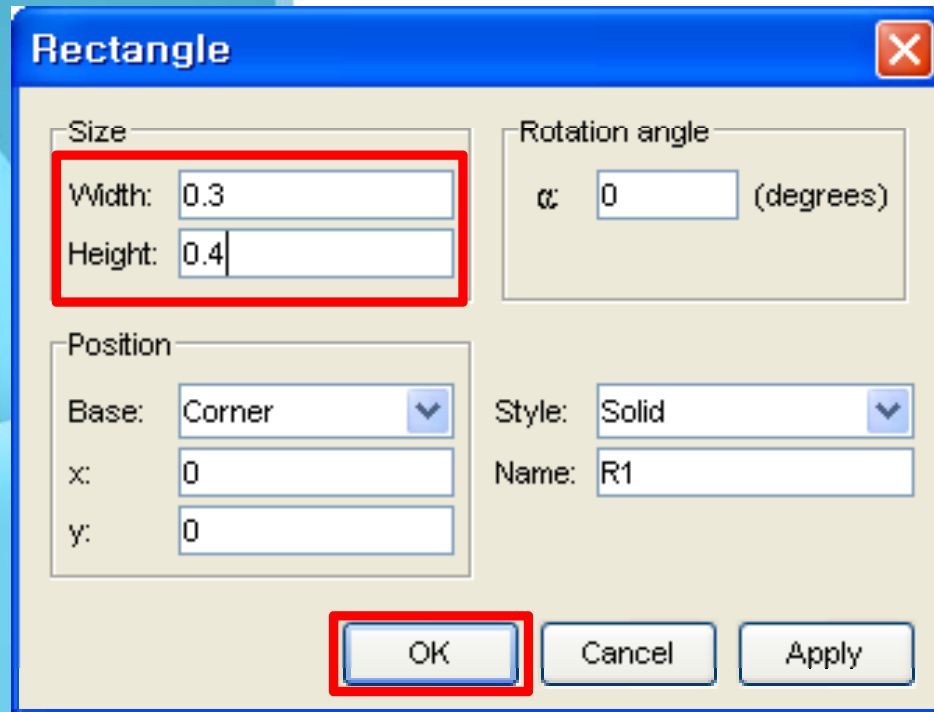 Rectangle
Size
Width: 0.3
Height: 0.4
Rotation angle
α: 0 (degrees)
Position
Base: Corner
x: 0
y: 0
Style: Solid
Name: R1
OK Cancel Apply